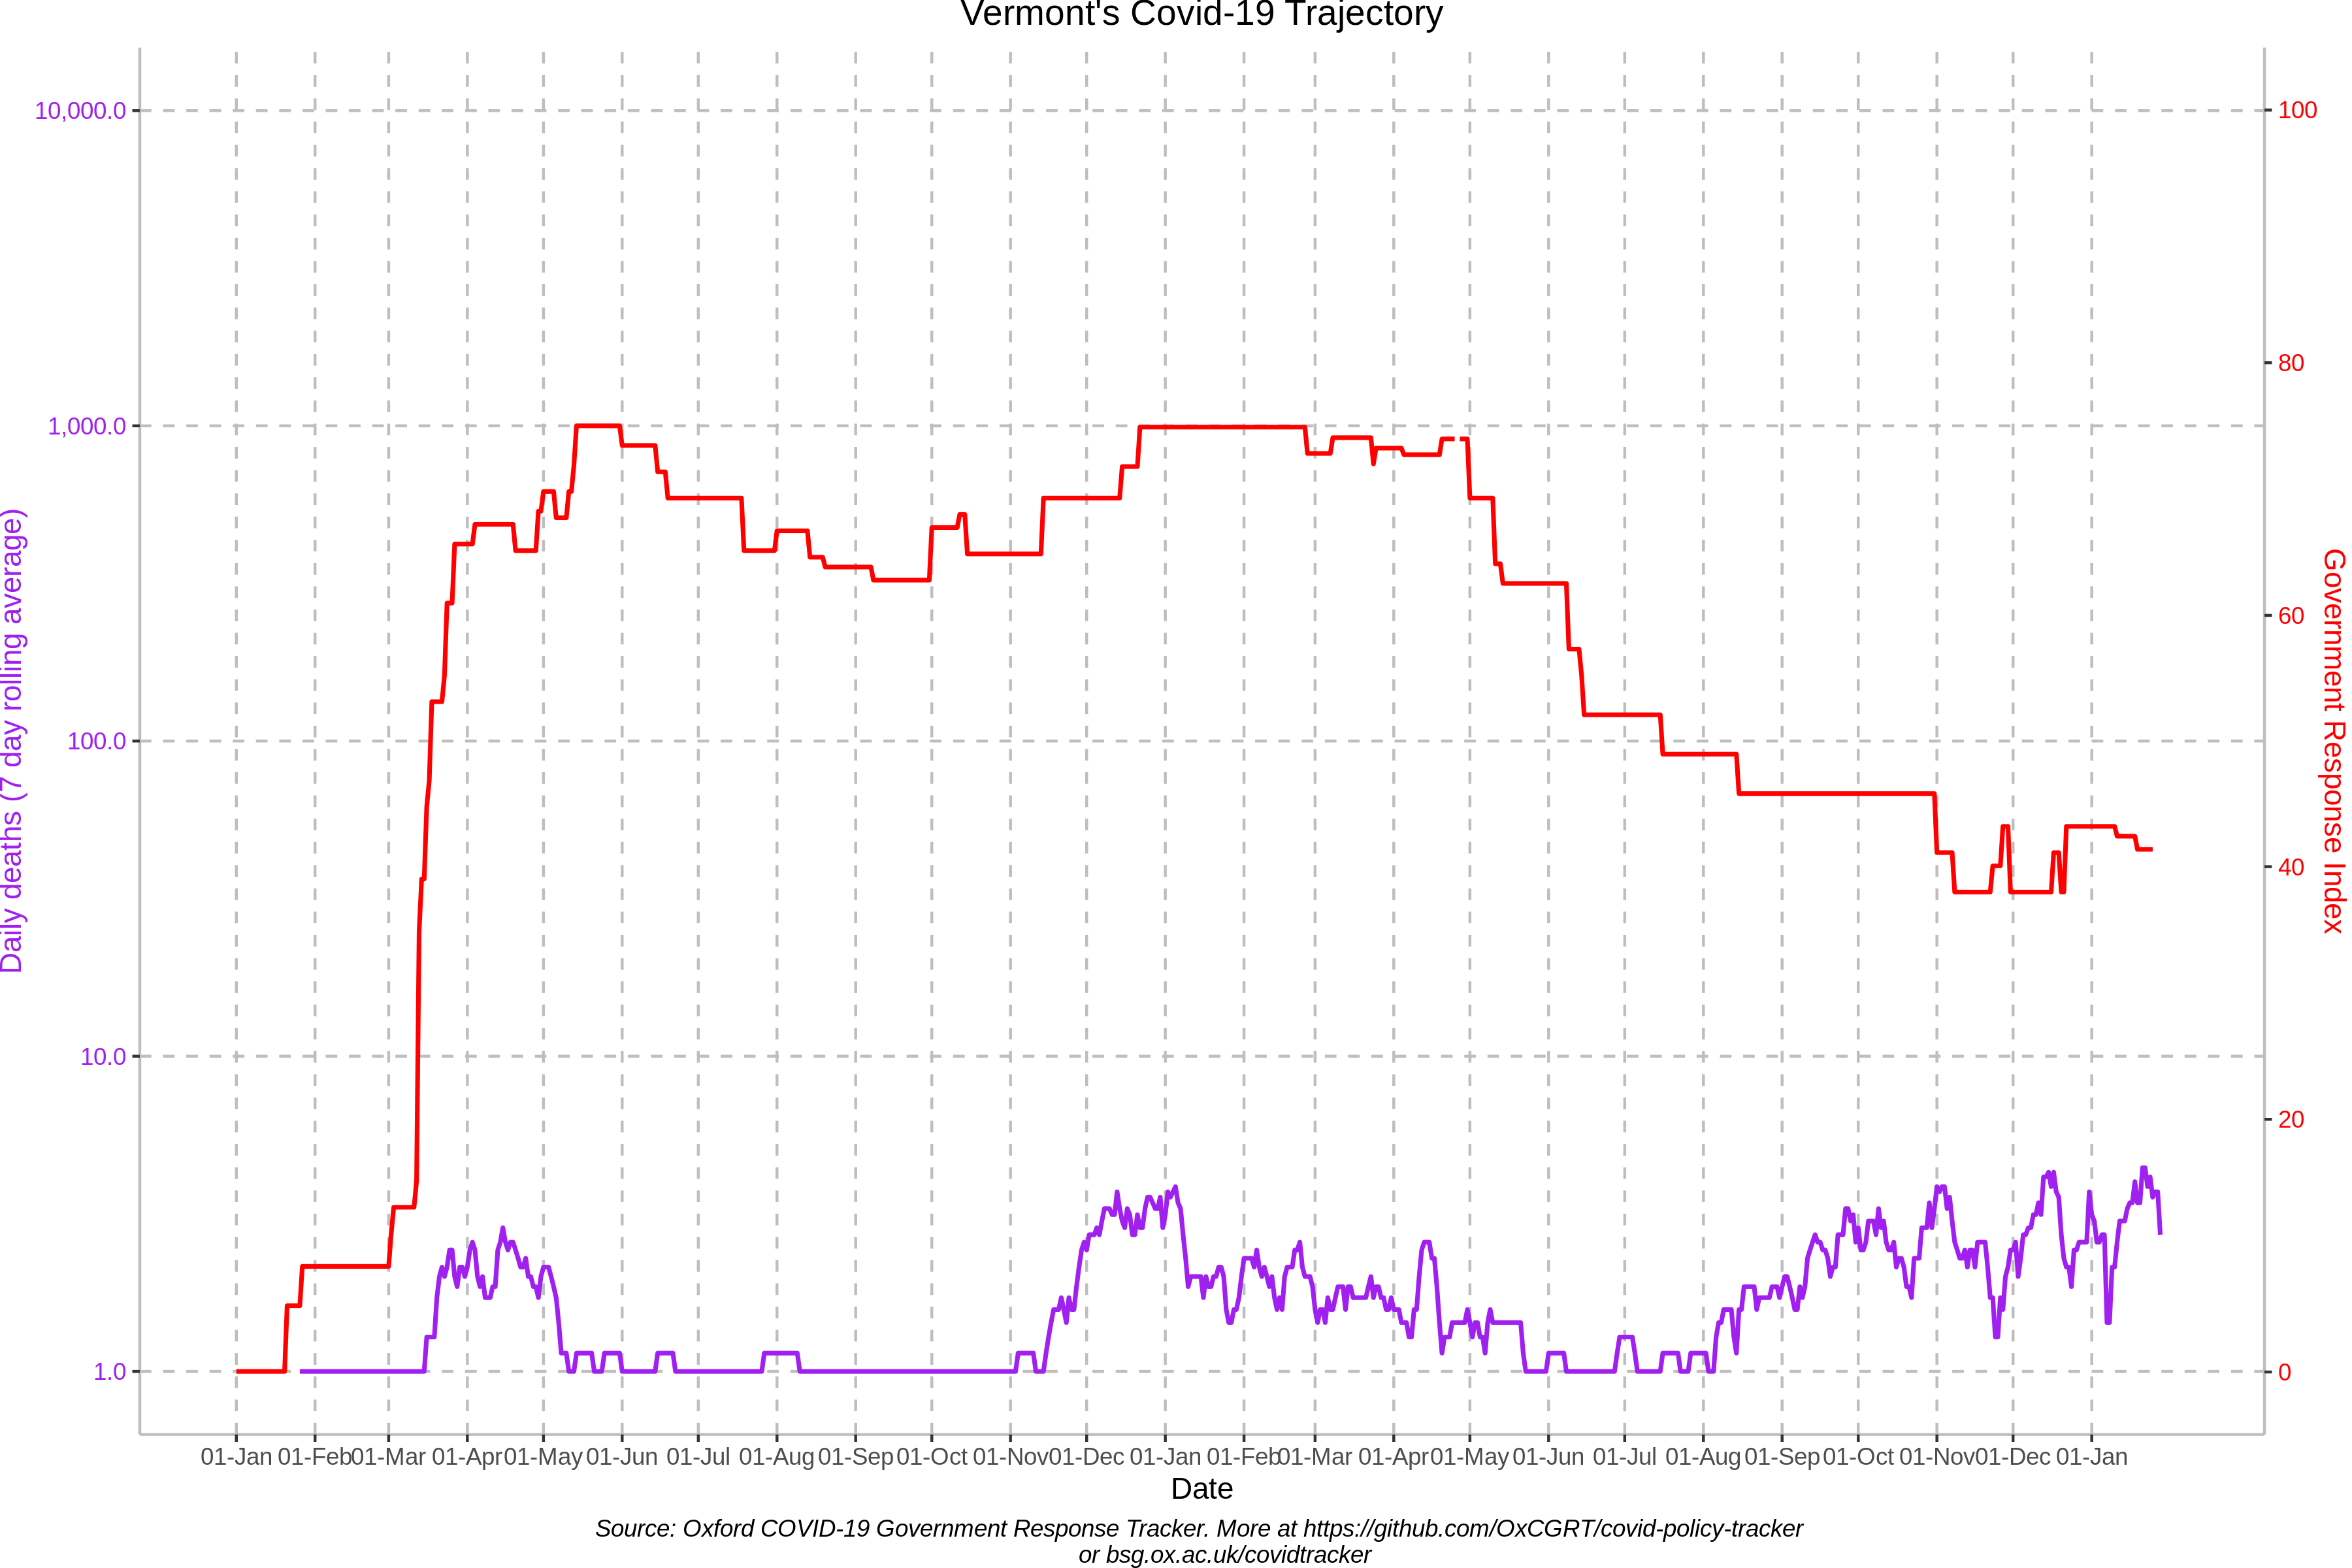 Vermont's Covid-19 Trajectory
10,000.0
1,000.0
100.0
10.0
1.0
Daily deaths (7 day rolling average)
100
80
60
40
20
0
Government Response Index
01-Jan 01-Feb 01-Mar 01-Apr 01-May 01-Jun 01-Jul 01-Aug 01-Sep 01-Oct 01-Nov 01-Dec 01-Jan 01-Feb 01-Mar 01-Apr 01-May 01-Jun 01-Jul 01-Aug 01-Sep 01-Oct 01-Nov 01-Dec 01-Jan
Date
Source: Oxford COVID-19 Government Response Tracker. More at https://github.com/OxCGRT/covid-policy-tracker
or bsg.ox.ac.uk/covidtracker